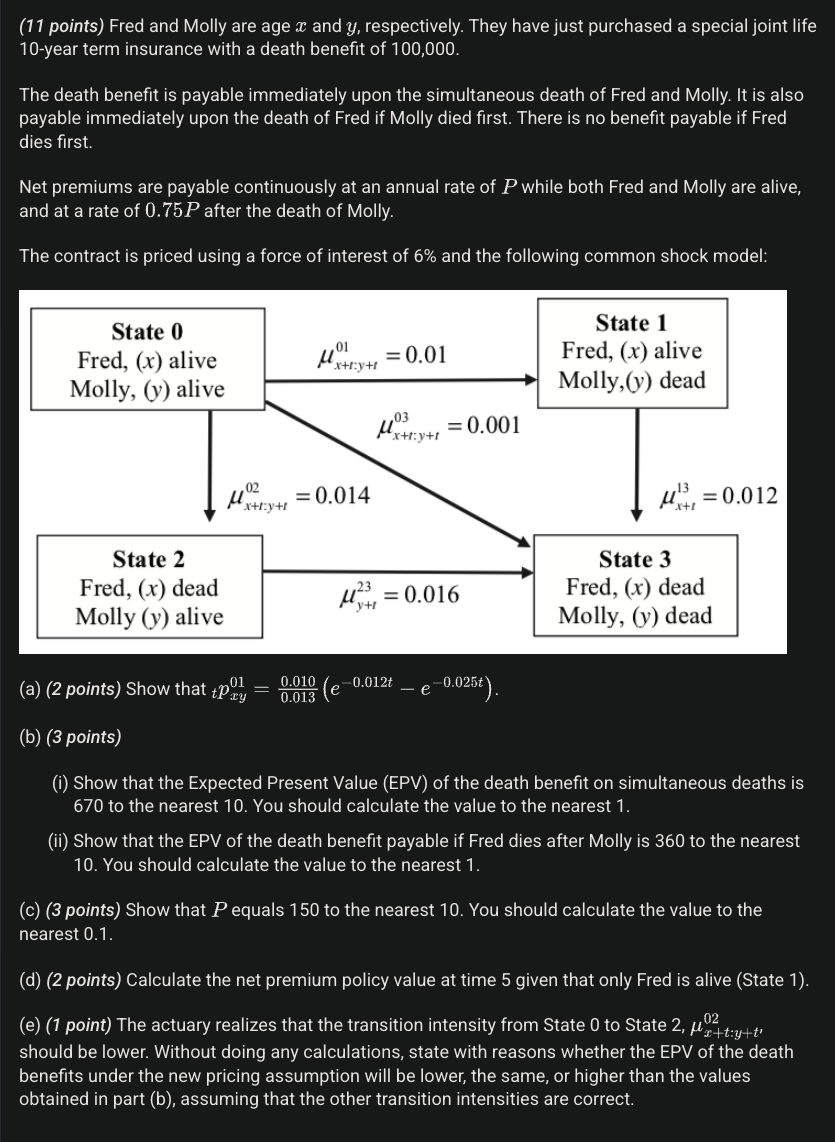 (11 points) Fred and Molly are age x and y, respectively. They have just purchased a special joint life
10-year term insurance with a death benefit of 100,000.
The death benefit is payable immediately upon the simultaneous death of Fred and Molly. It is also
payable immediately upon the death of Fred if Molly died first. There is no benefit payable if Fred
dies first.
Net premiums are payable continuously at an annual rate of P while both Fred and Molly are alive,
and at a rate of 0.75P after the death of Molly.
The contract is priced using a force of interest of 6% and the following common shock model:
State 0
Fred, (x) alive
Molly, (y) alive
μ^{01}_{x+t:y+t} = 0.01
State 1
Fred, (x) alive
Molly,(y) dead
μ^{03}_{x+t:y+t} = 0.001
μ^{02}_{x+t:y+t} = 0.014
μ^{13}_{x+t} = 0.012
State 2
Fred, (x) dead
Molly (y) alive
μ^{23}_{y+t} = 0.016
State 3
Fred, (x) dead
Molly, (y) dead
(a) (2 points) Show that _tp^{01}_{xy} = \frac{0.010}{0.013} (e^{-0.012t} − e^{-0.025t}).
(b) (3 points)
(i) Show that the Expected Present Value (EPV) of the death benefit on simultaneous deaths is
670 to the nearest 10. You should calculate the value to the nearest 1.
(ii) Show that the EPV of the death benefit payable if Fred dies after Molly is 360 to the nearest
10. You should calculate the value to the nearest 1.
(c) (3 points) Show that P equals 150 to the nearest 10. You should calculate the value to the
nearest 0.1.
(d) (2 points) Calculate the net premium policy value at time 5 given that only Fred is alive (State 1).
(e) (1 point) The actuary realizes that the transition intensity from State 0 to State 2, μ^{02}_{x+t:y+t},
should be lower. Without doing any calculations, state with reasons whether the EPV of the death
benefits under the new pricing assumption will be lower, the same, or higher than the values
obtained in part (b), assuming that the other transition intensities are correct.